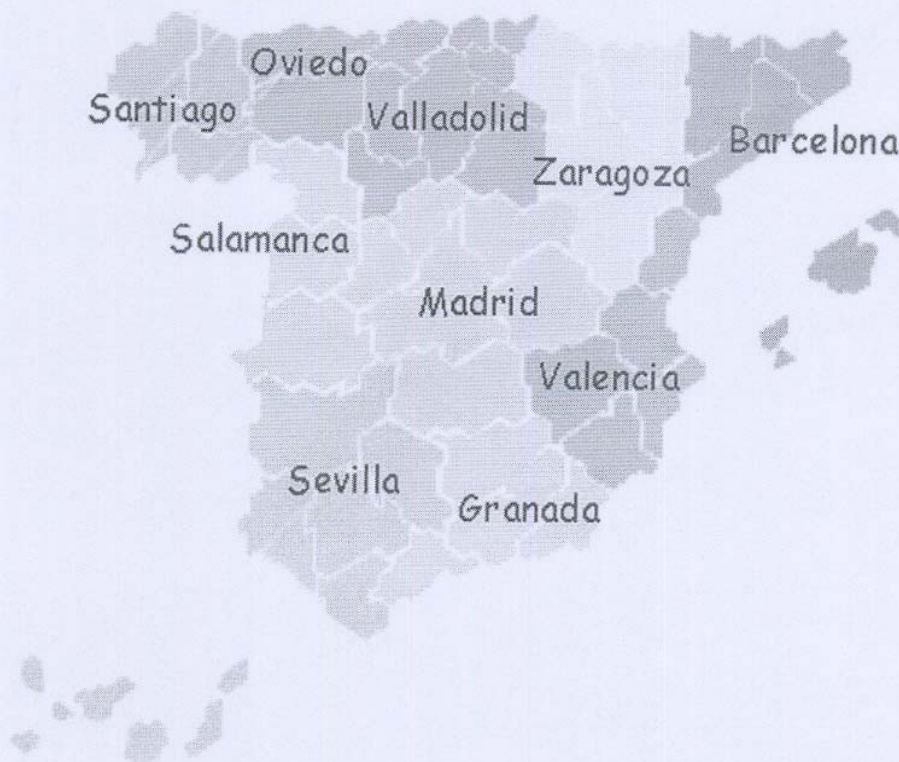 Oviedo
Santiago
Valladolid
Barcelona
Zaragoza
Salamanca
Madrid
Valencia
Sevilla
Granada